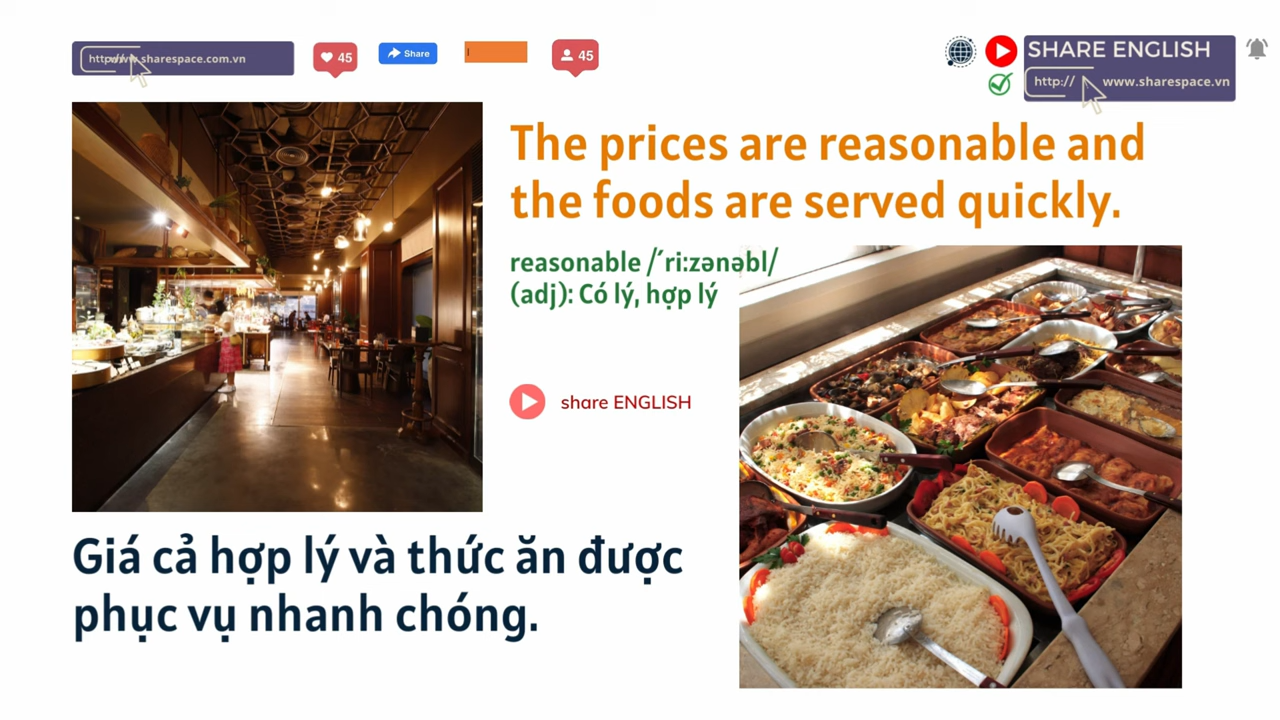 http://www.sharespace.com.vn
45
Share
45
SHARE ENGLISH
http:// www.sharespace.vn
The prices are reasonable and
the foods are served quickly.
reasonable /´ri:zənəbl/
(adj): Có lý, hợp lý
share ENGLISH
Giá cả hợp lý và thức ăn được
phục vụ nhanh chóng.